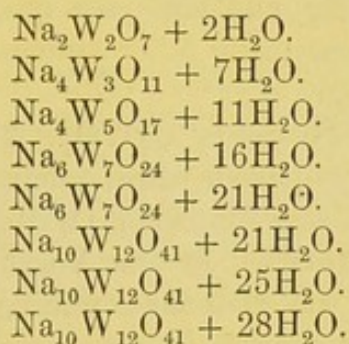 Na₂W₂O₇ + 2H₂O.
Na₄W₃O₁₁ + 7H₂O.
Na₄W₅O₁₇ + 11H₂O.
Na₆W₇O₂₄ + 16H₂O.
Na₆W₇O₂₄ + 21H₂O.
Na₁₀W₁₂O₄₁ + 21H₂O.
Na₁₀W₁₂O₄₁ + 25H₂O.
Na₁₀W₁₂O₄₁ + 28H₂O.